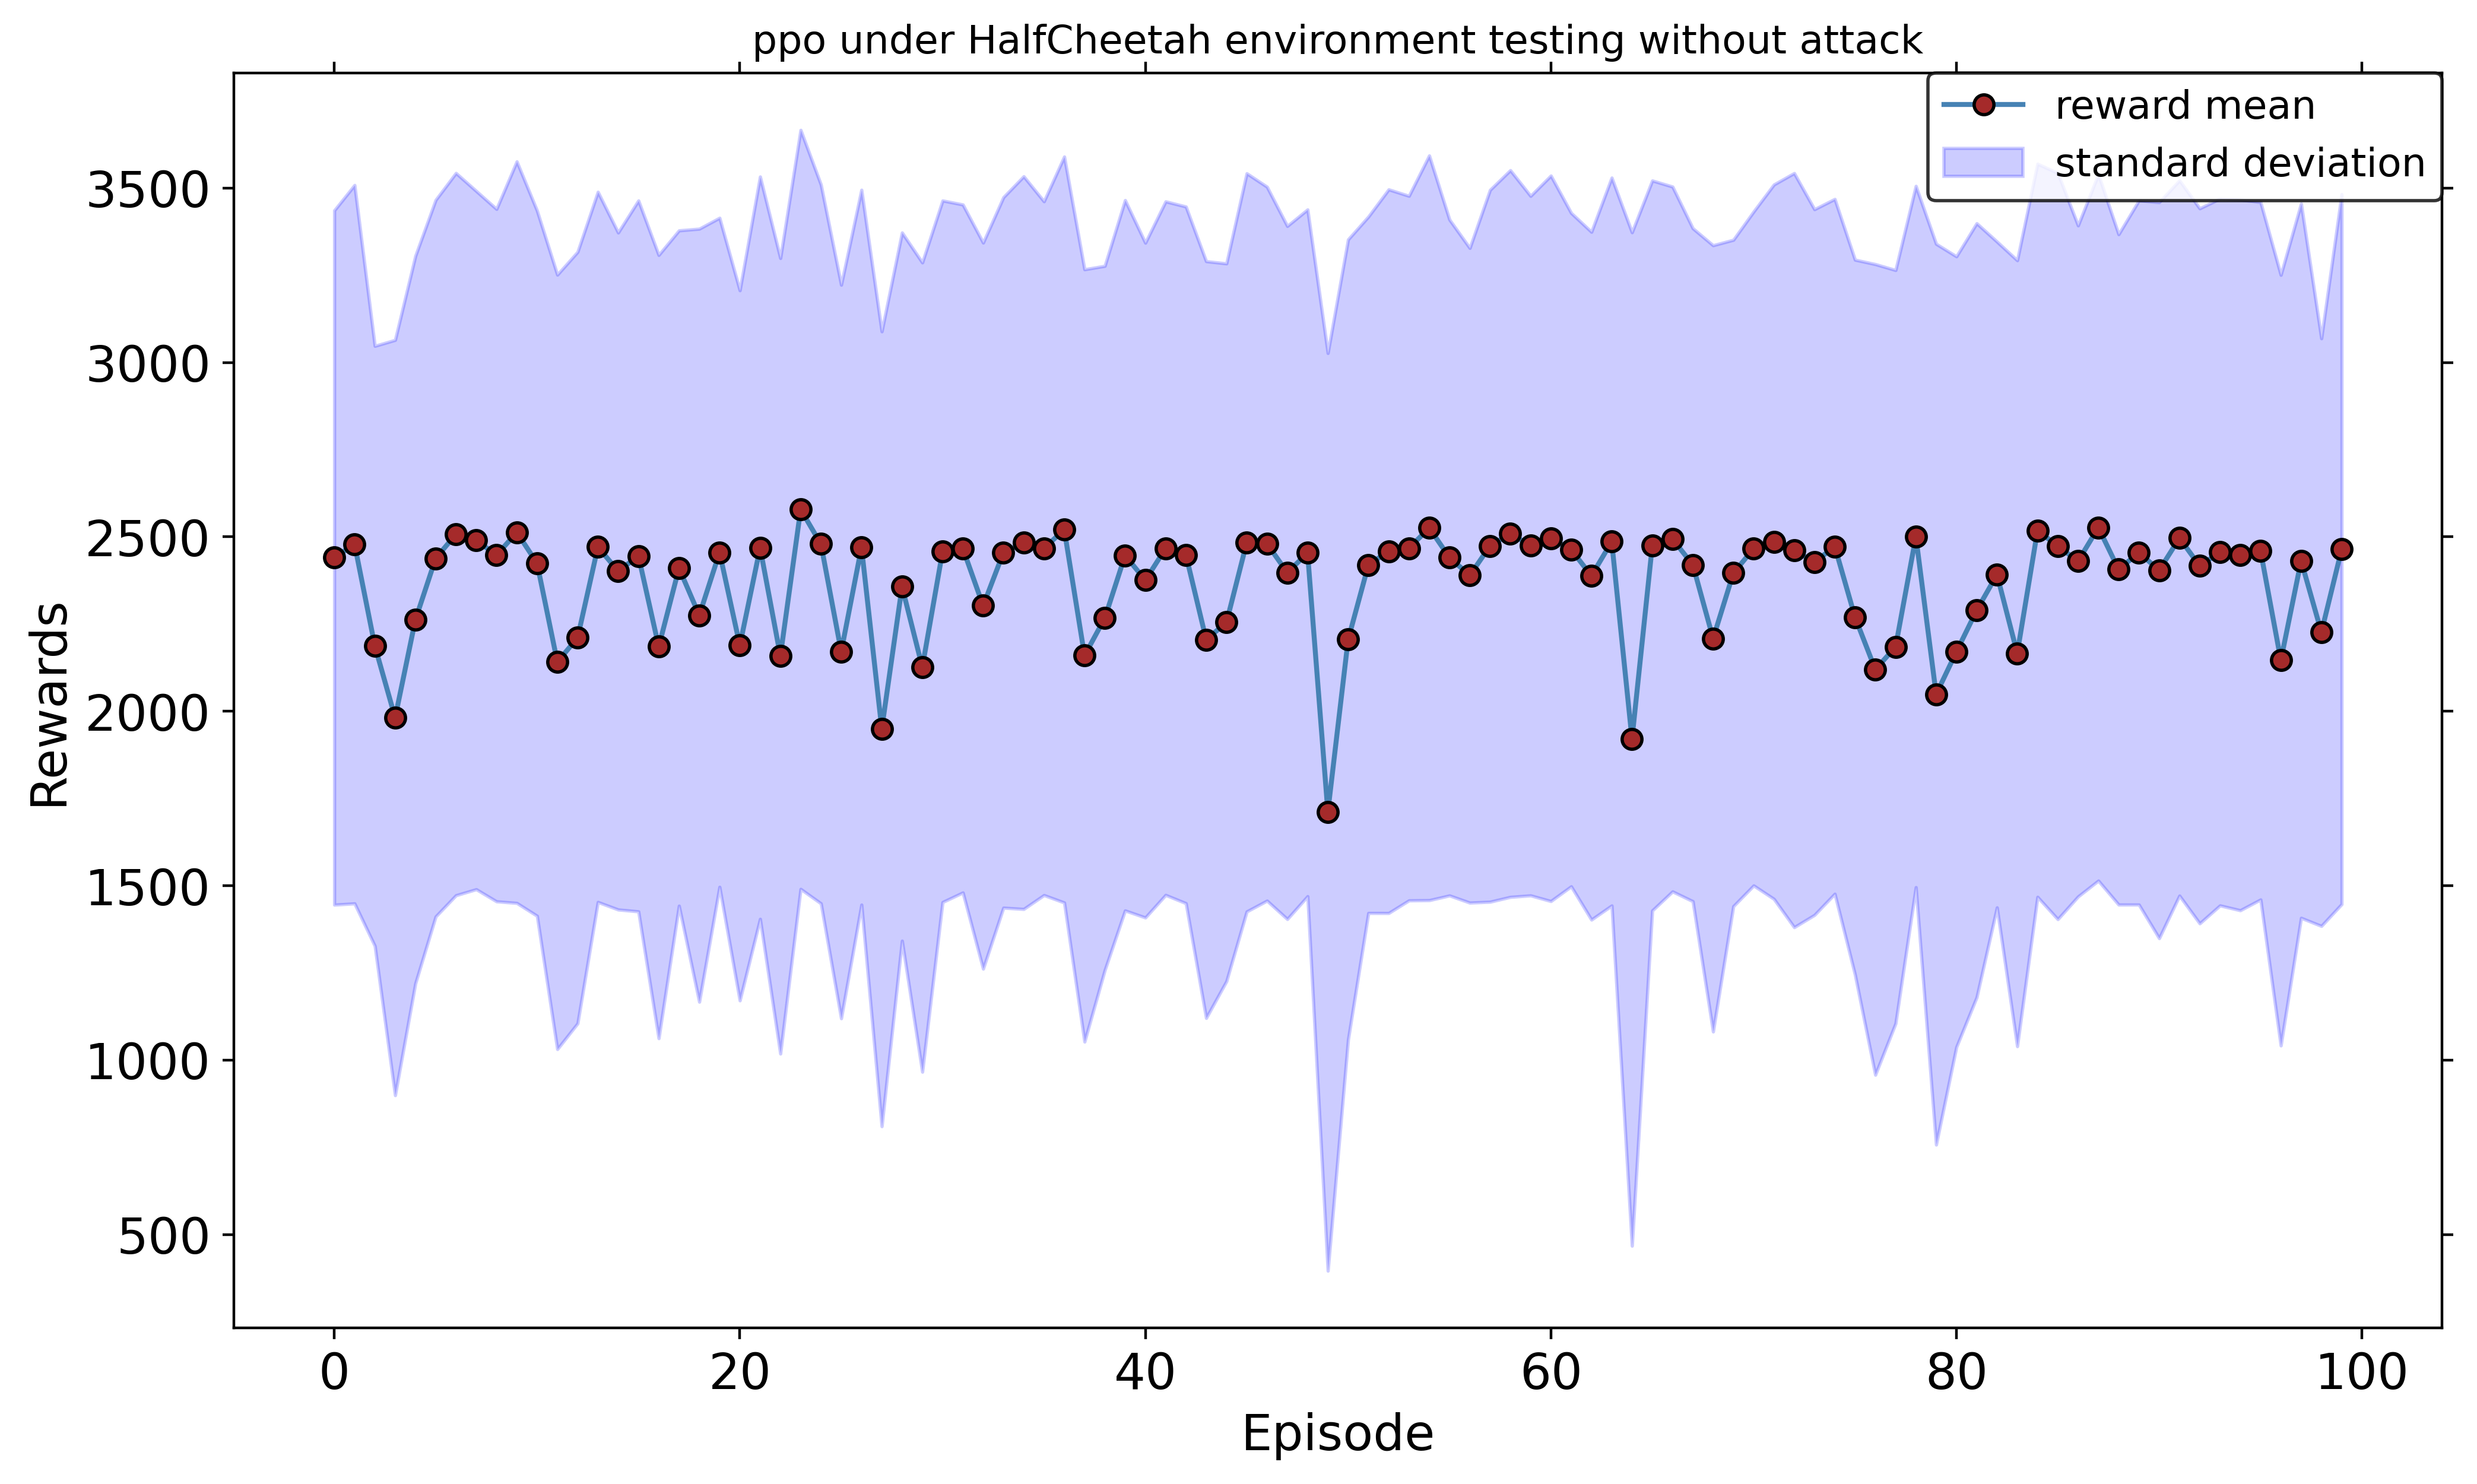 ppo under HalfCheetah environment testing without attack
reward mean
standard deviation
3500
3000
2500
2000
1500
1000
500
Rewards
0 20 40 60 80 100
Episode